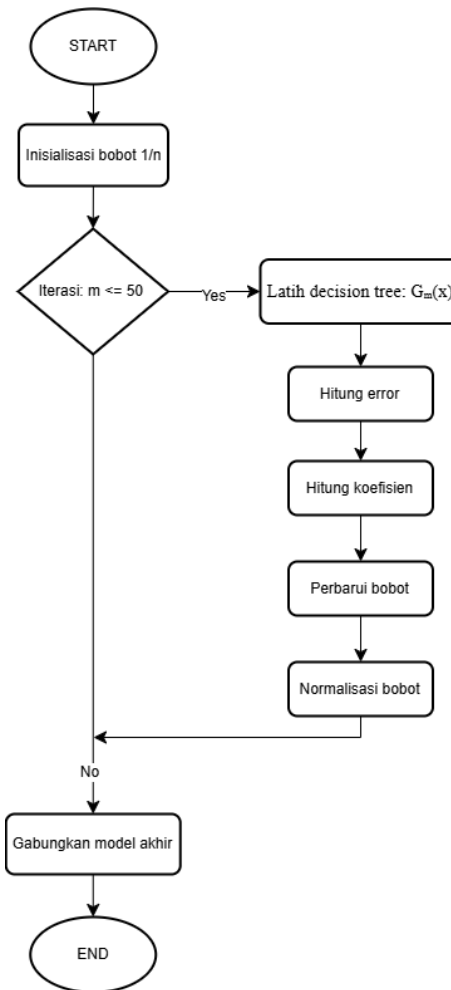 START
Inisialisasi bobot 1/n
Iterasi: m <= 50
Yes
Latih decision tree: Gₘ(x)
Hitung error
Hitung koefisien
Perbarui bobot
Normalisasi bobot
No
Gabungkan model akhir
END